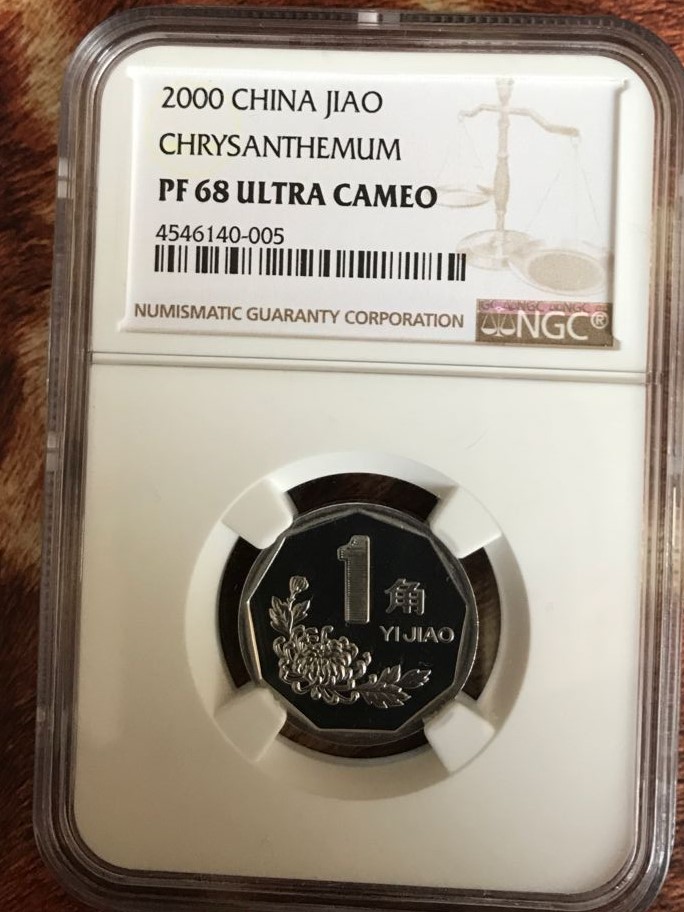 2000 CHINA JIAO
CHRYSANTHEMUM
PF 68 ULTRA CAMEO
4546140-005
NUMISMATIC GUARANTY CORPORATION
NGC®
1
角
YI JIAO